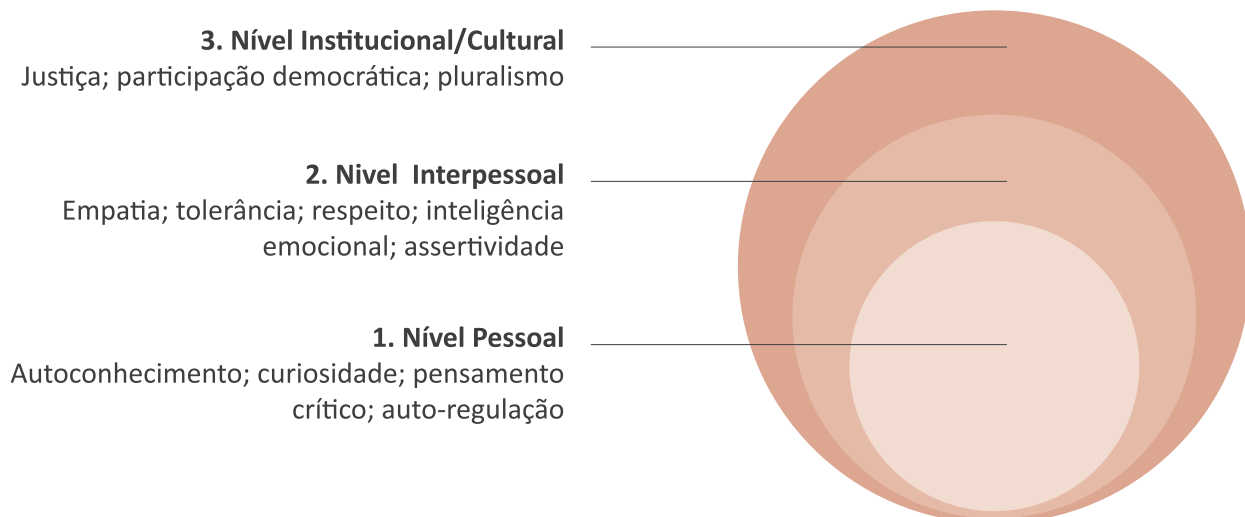 3. Nível Institucional/Cultural
Justiça; participação democrática; pluralismo
2. Nivel  Interpessoal
Empatia; tolerância; respeito; inteligência
emocional; assertividade
1. Nível Pessoal
Autoconhecimento; curiosidade; pensamento
crítico; auto-regulação